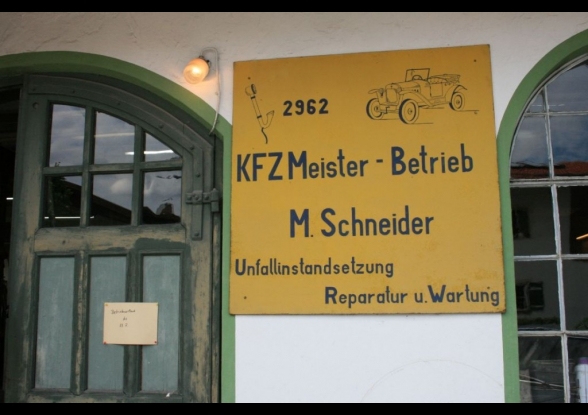 2962
KFZ Meister - Betrieb
M. Schneider
Unfallinstandsetzung
Reparatur u. Wartung